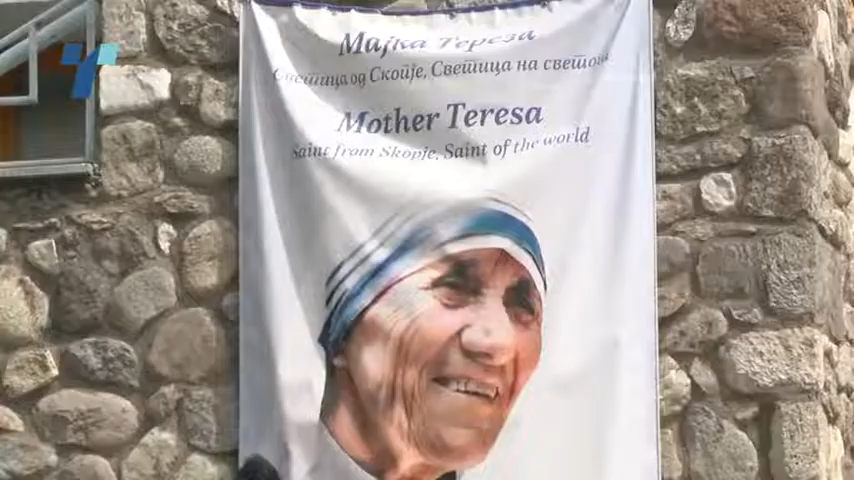 Мајка Тереза
Светица од Скопје, Светица на светот
Mother Teresa
Saint from Skopje, Saint of the world